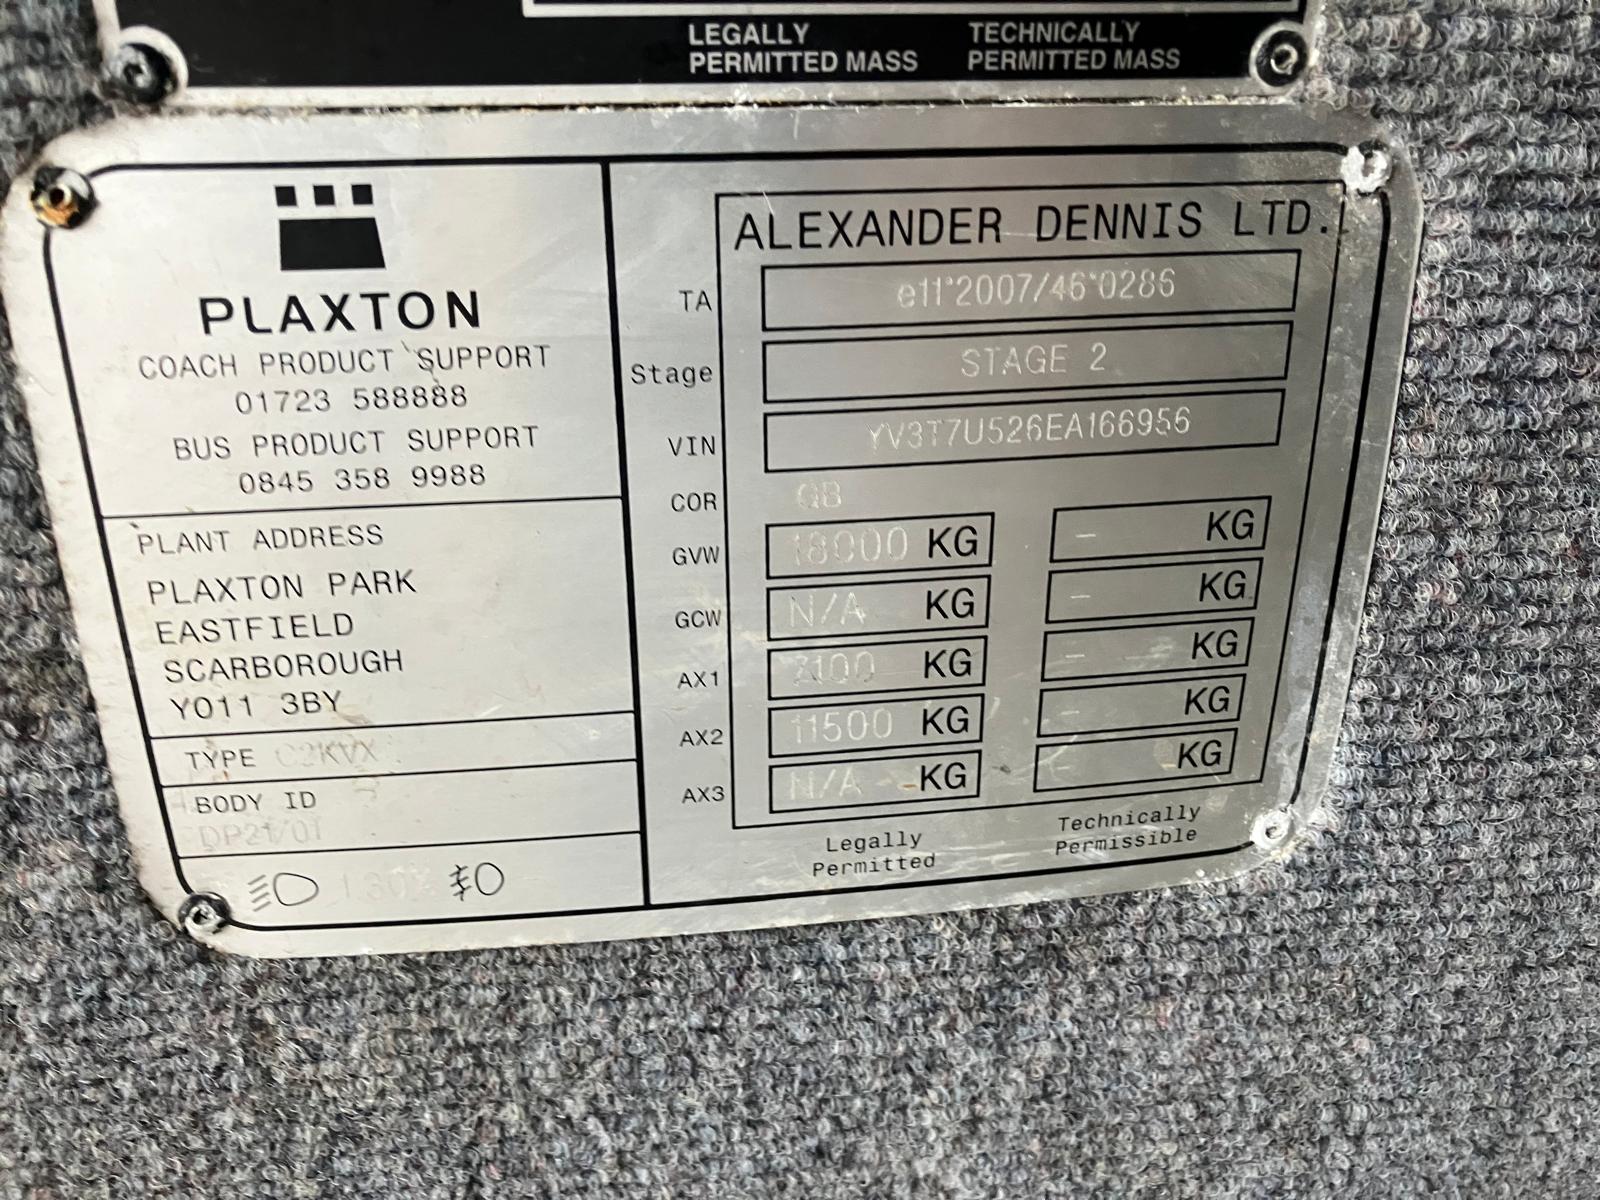 LEGALLY
PERMITTED MASS
TECHNICALLY
PERMITTED MASS
PLAXTON
COACH PRODUCT SUPPORT
01723 588888
BUS PRODUCT SUPPORT
0845 358 9988
PLANT ADDRESS
PLAXTON PARK
EASTFIELD
SCARBOROUGH
YO11 3BY
TYPE C2KVX
BODY ID
DP21/01
ALEXANDER DENNIS LTD.
TA e11*2007/46*0286
Stage STAGE 2
VIN YV3T7U526EA166956
COR GB
GVW 18000 KG - KG
GCW N/A KG - KG
AX1 7100 KG - KG
AX2 11500 KG - KG
AX3 N/A KG - KG
Legally
Permitted
Technically
Permissible